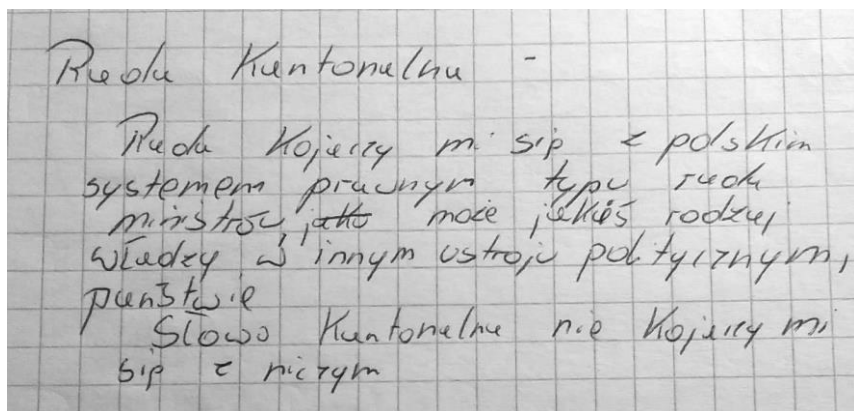 Rada Kantonalna -
Rada kojarzy mi się z polskim
systemem prawnym typu rada
ministrów, jako może jakiś rodzaj
władzy w innym ustroju politycznym,
państwie
Słowo Kantonalna nie kojarzy mi
się z niczym